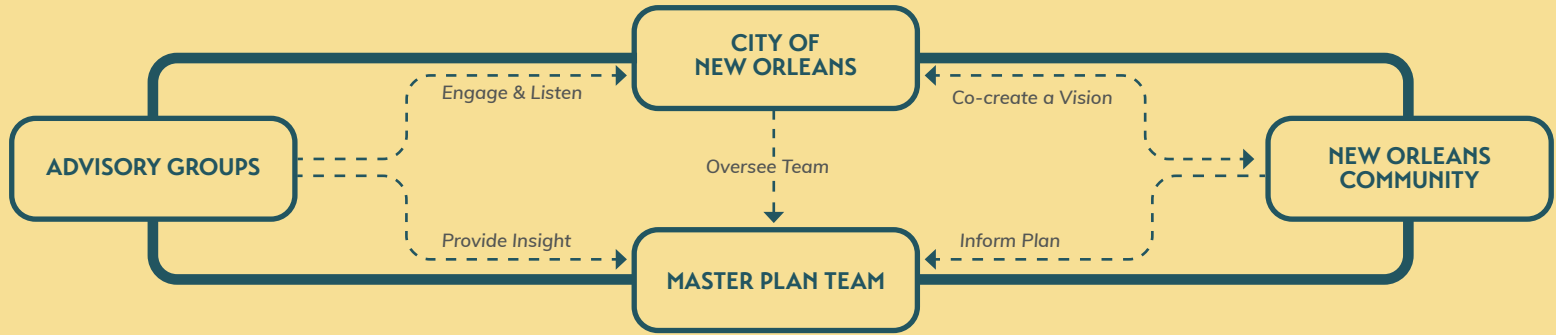 CITY OF
NEW ORLEANS
Engage & Listen
Co-create a Vision
ADVISORY GROUPS
Oversee Team
NEW ORLEANS
COMMUNITY
Provide Insight
Inform Plan
MASTER PLAN TEAM